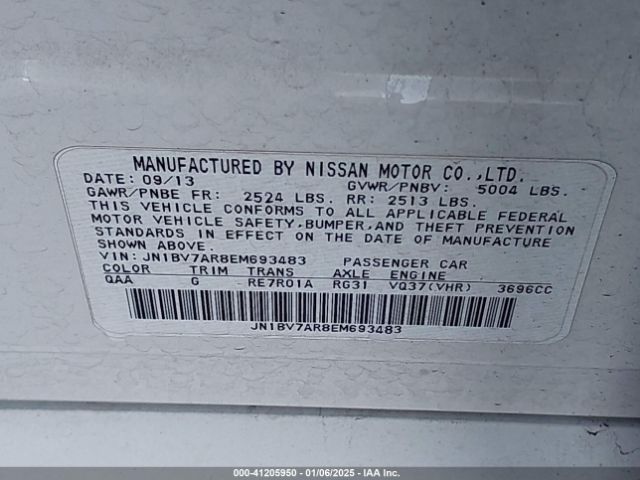 MANUFACTURED BY NISSAN MOTOR CO.,LTD.
DATE: 09/13 GVWR/PNBV: 5004 LBS.
GAWR/PNBE FR: 2524 LBS. RR: 2513 LBS.
THIS VEHICLE CONFORMS TO ALL APPLICABLE FEDERAL
MOTOR VEHICLE SAFETY,BUMPER,AND THEFT PREVENTION
STANDARDS IN EFFECT ON THE DATE OF MANUFACTURE
SHOWN ABOVE.
VIN: JN1BV7AR8EM693483 PASSENGER CAR
COLOR TRIM TRANS AXLE ENGINE
QAA G RE7R01A RG31 VQ37(VHR) 3696CC
JN1BV7AR8EM693483
000-41205950 - 01/06/2025 - IAA Inc.